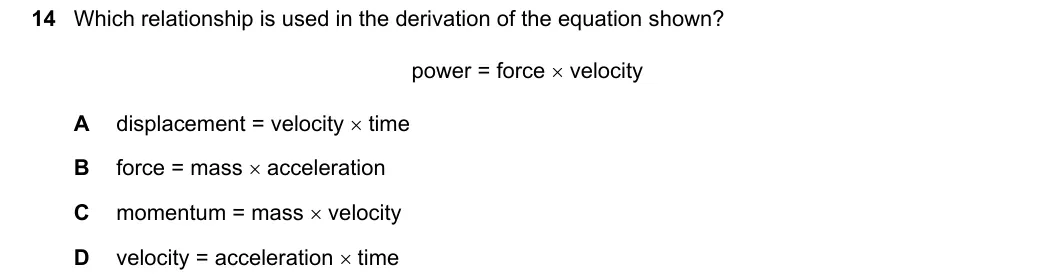 14 Which relationship is used in the derivation of the equation shown?
power = force × velocity
A displacement = velocity × time
B force = mass × acceleration
C momentum = mass × velocity
D velocity = acceleration × time